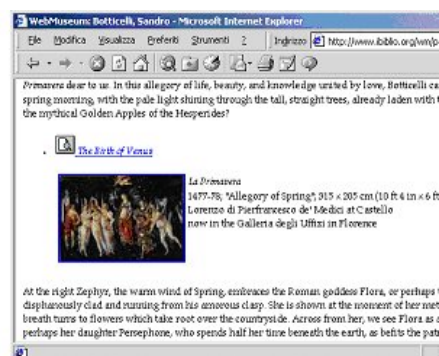 WebMuseum: Botticelli, Sandro - Microsoft Internet Explorer
File Modifica Visualizza Preferiti Strumenti ? Indirizzo http://www.ibiblio.org/wm/p
Primavera dear to us. In this allegory of life, beauty, and knowledge united by love, Botticelli ca
spring morning, with the pale light shining through the tall, straight trees, already laden with t
the mythical Golden Apples of the Hesperides?
The Birth of Venus
La Primavera
1477-78; "Allegory of Spring"; 315 x 205 cm (10 ft 4 in x 6 ft
Lorenzo di Pierfrancesco de' Medici at Castello
now in the Galleria degli Uffizi in Florence
At the right Zephyr, the warm wind of Spring, embraces the Roman goddess Flora, or perhaps
diaphanously clad and running from his amorous clasp. She is shown at the moment of her met
breath turns to flowers which take root over the countryside. Across from her, we see Flora as
perhaps her daughter Persephone, who spends half her time beneath the earth, as befits the pat